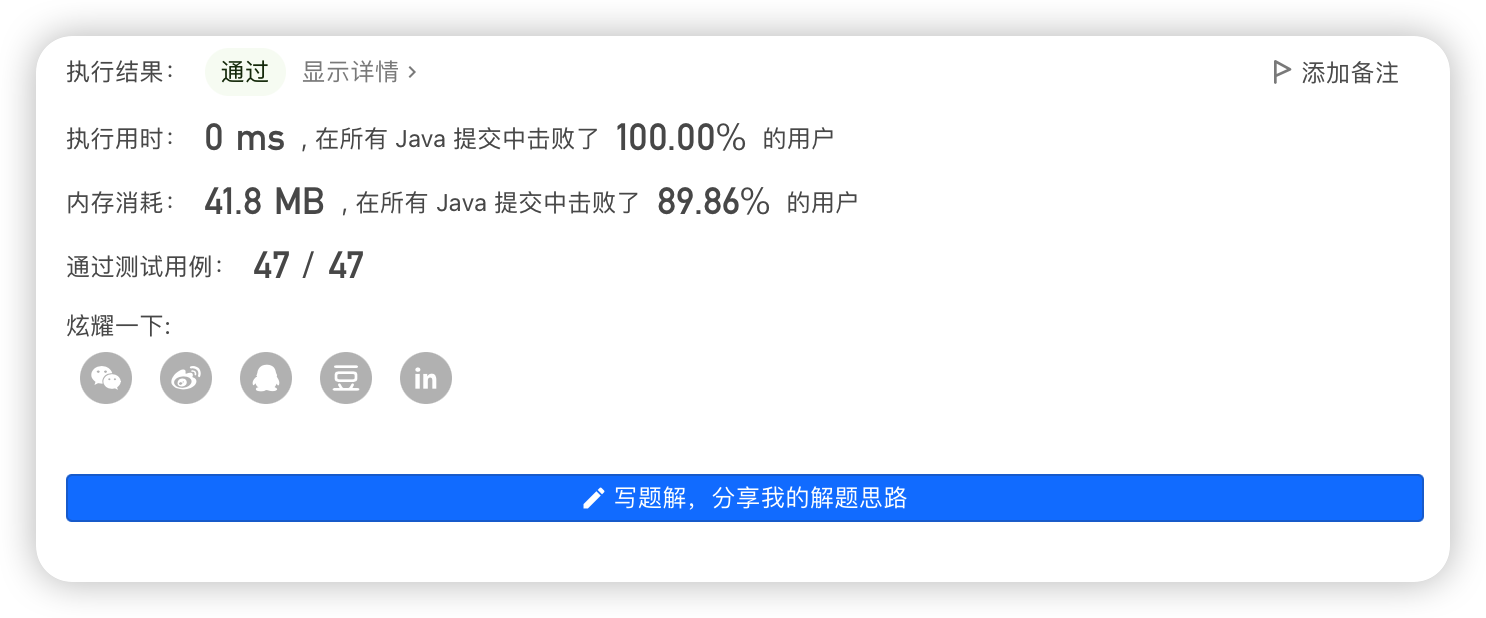 执行结果： 通过 显示详情 › 添加备注
执行用时： 0 ms , 在所有 Java 提交中击败了 100.00% 的用户
内存消耗： 41.8 MB , 在所有 Java 提交中击败了 89.86% 的用户
通过测试用例： 47 / 47
炫耀一下:
豆 in
写题解，分享我的解题思路